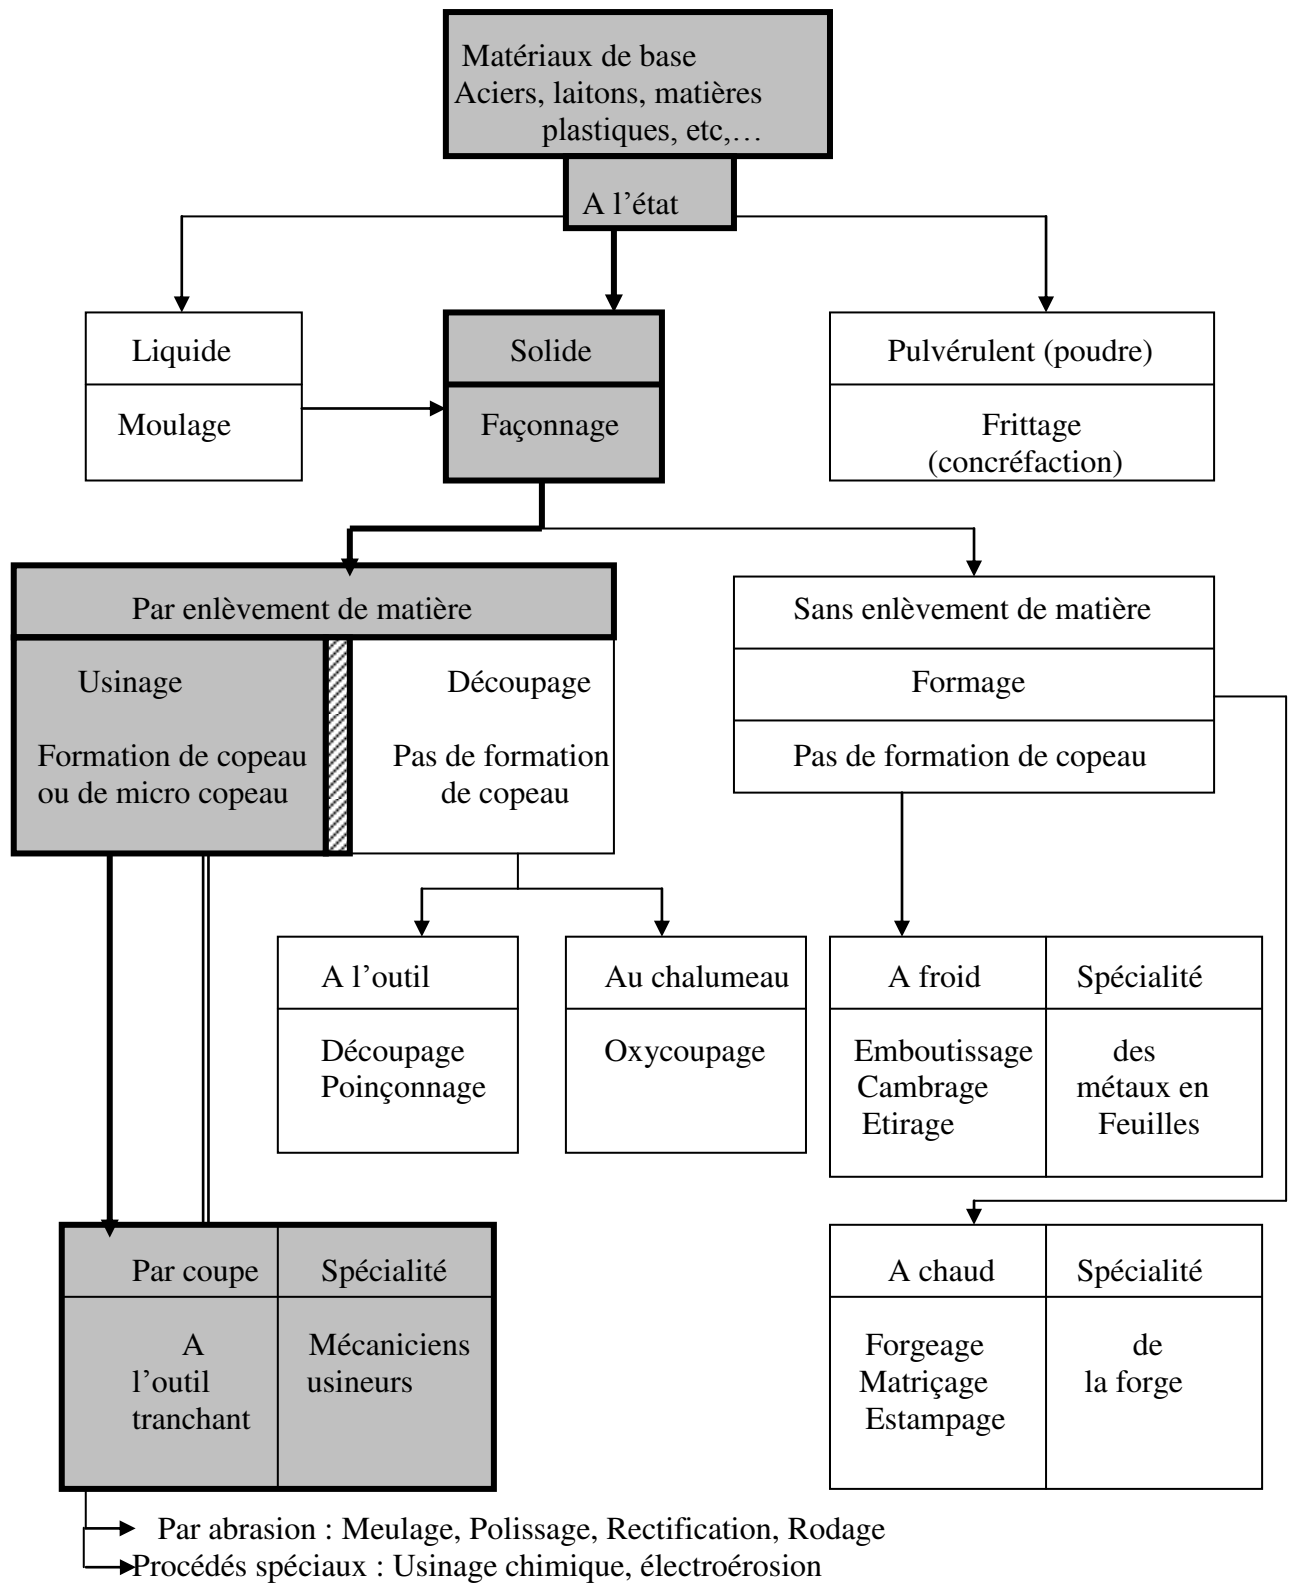 Matériaux de base
Aciers, laitons, matières
plastiques, etc,…
A l’état
Liquide
Moulage
Solide
Façonnage
Pulvérulent (poudre)
Frittage
(concréfaction)
Par enlèvement de matière
Usinage
Formation de copeau
ou de micro copeau
Découpage
Pas de formation
de copeau
Sans enlèvement de matière
Formage
Pas de formation de copeau
A l’outil
Découpage
Poinçonnage
Au chalumeau
Oxycoupage
A froid
Emboutissage
Cambrage
Etirage
Spécialité
des
métaux en
Feuilles
Par coupe
A
l’outil
tranchant
Spécialité
Mécaniciens
usineurs
A chaud
Forgeage
Matriçage
Estampage
Spécialité
de
la forge
Par abrasion : Meulage, Polissage, Rectification, Rodage
Procédés spéciaux : Usinage chimique, électroérosion